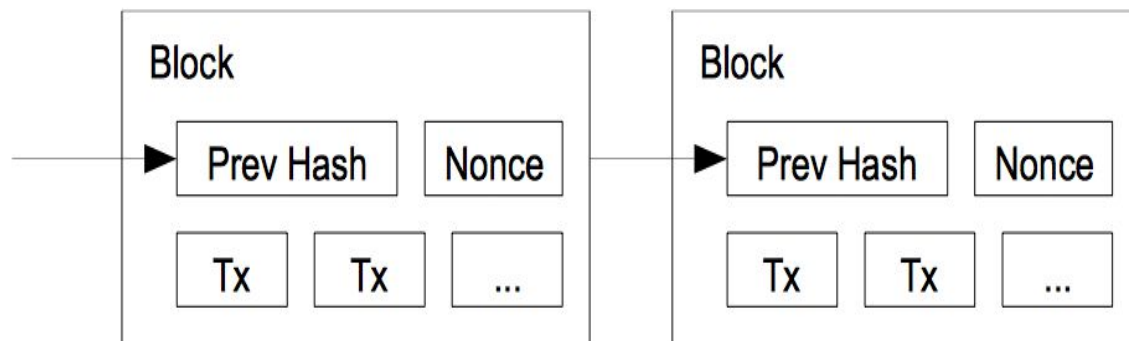 Block
Block
Prev Hash
Nonce
Prev Hash
Nonce
Tx
Tx
...
Tx
Tx
...